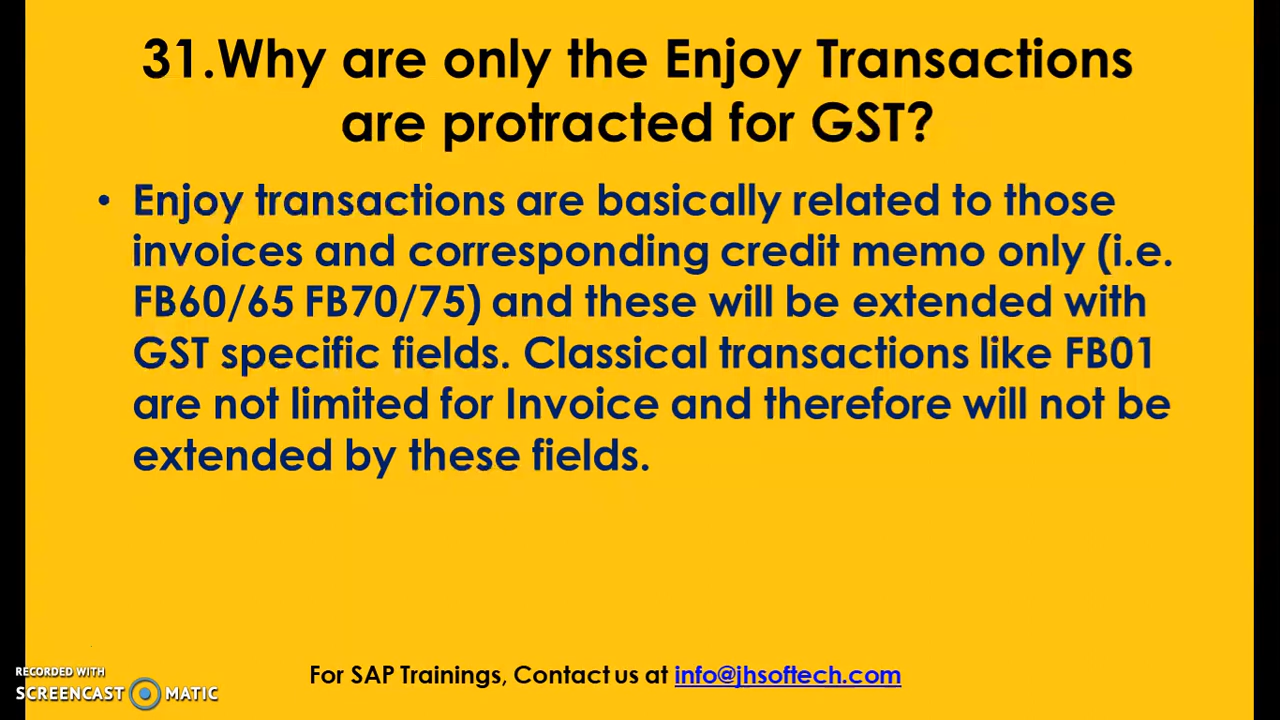 31.Why are only the Enjoy Transactions
are protracted for GST?
• Enjoy transactions are basically related to those
invoices and corresponding credit memo only (i.e.
FB60/65 FB70/75) and these will be extended with
GST specific fields. Classical transactions like FB01
are not limited for Invoice and therefore will not be
extended by these fields.
For SAP Trainings, Contact us at info@jhsoftech.com
RECORDED WITH
SCREENCAST MATIC